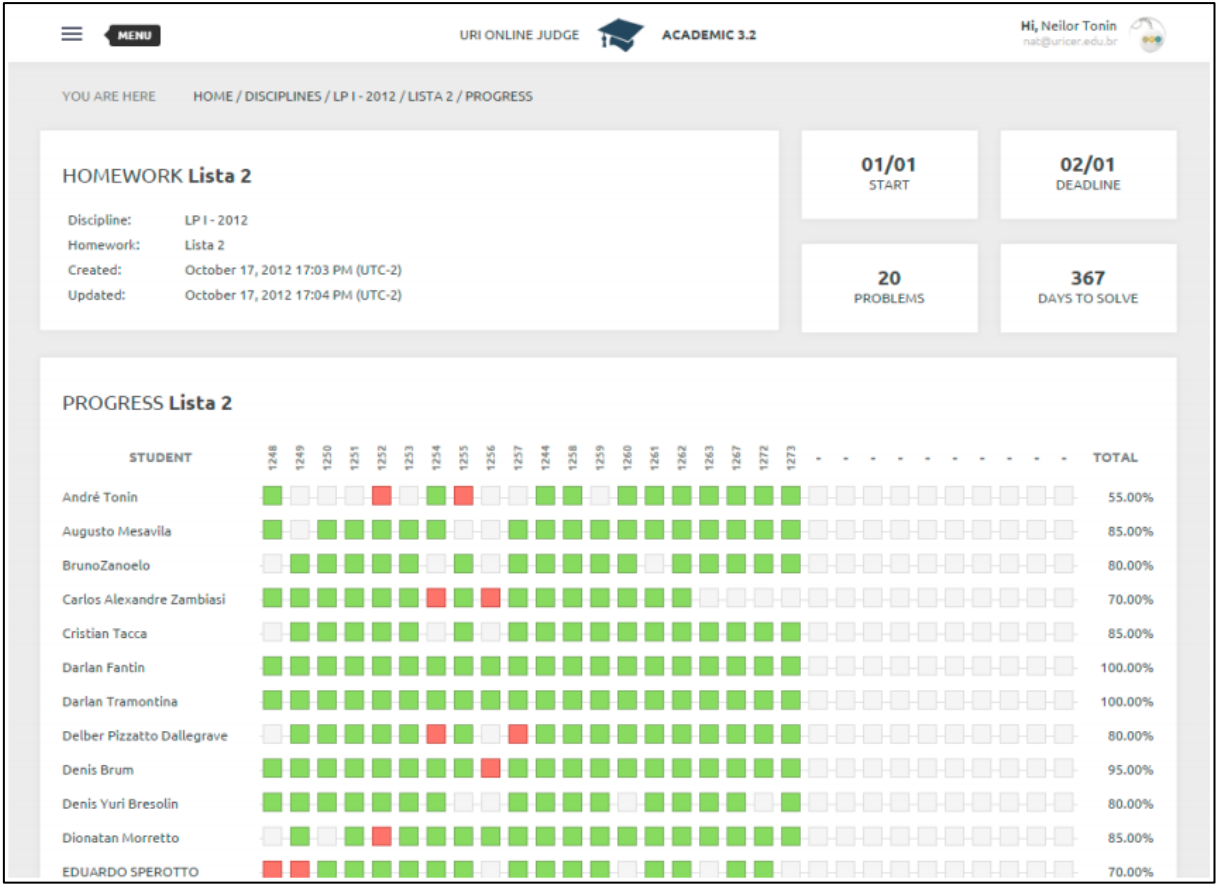 MENU
URI ONLINE JUDGE ACADEMIC 3.2
Hi, Neilor Tonin
nat@uricer.edu.br
YOU ARE HERE HOME / DISCIPLINES / LP I - 2012 / LISTA 2 / PROGRESS
HOMEWORK Lista 2
Discipline: LP I - 2012
Homework: Lista 2
Created: October 17, 2012 17:03 PM (UTC-2)
Updated: October 17, 2012 17:04 PM (UTC-2)
01/01
START
02/01
DEADLINE
20
PROBLEMS
367
DAYS TO SOLVE
PROGRESS Lista 2
STUDENT 1248 1249 1250 1251 1252 1253 1254 1255 1256 1257 1244 1258 1259 1260 1261 1262 1263 1267 1272 1273 - - - - - - - - - - TOTAL
André Tonin 55.00%
Augusto Mesavila 85.00%
BrunoZanoelo 80.00%
Carlos Alexandre Zambiasi 70.00%
Cristian Tacca 85.00%
Darlan Fantin 100.00%
Darlan Tramontina 100.00%
Delber Pizzatto Dallegrave 80.00%
Denis Brum 95.00%
Denis Yuri Bresolin 80.00%
Dionatan Morretto 85.00%
EDUARDO SPEROTTO 70.00%